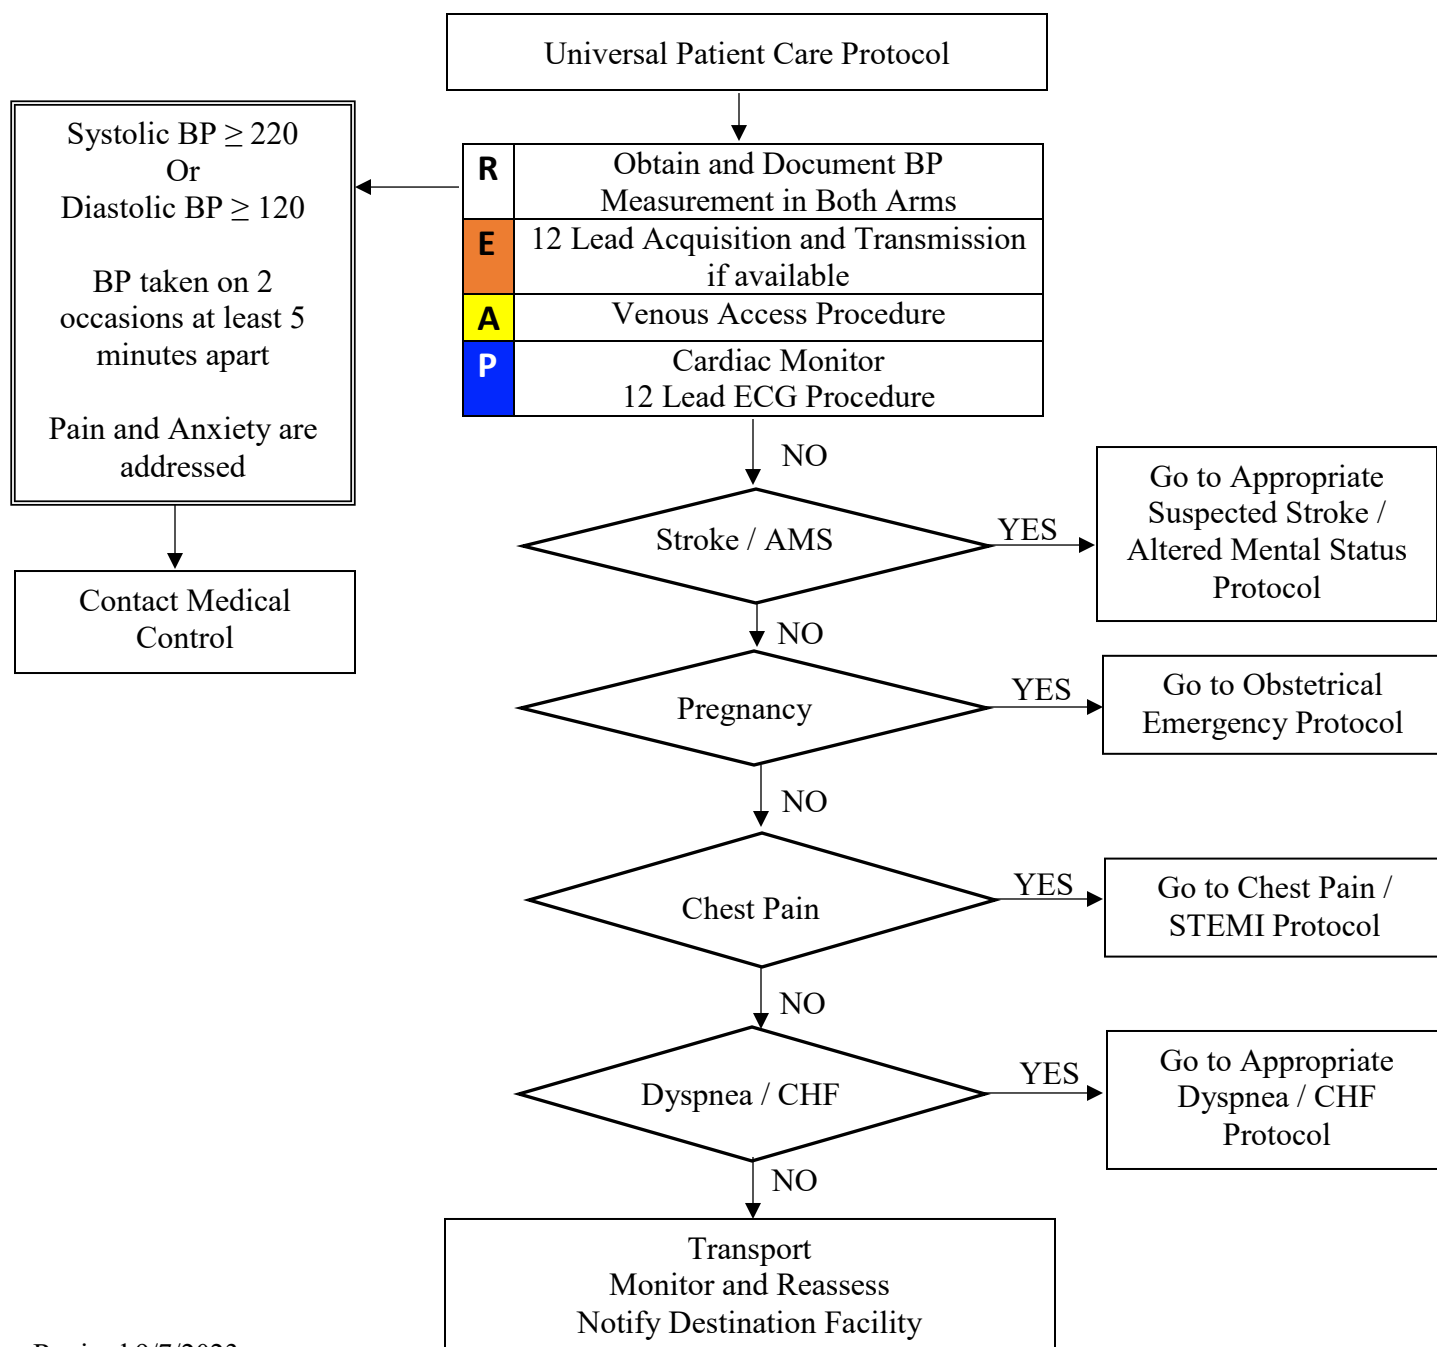 Universal Patient Care Protocol
Systolic BP ≥ 220
Or
Diastolic BP ≥ 120
BP taken on 2
occasions at least 5
minutes apart
Pain and Anxiety are
addressed
Contact Medical
Control
R
Obtain and Document BP
Measurement in Both Arms
E
12 Lead Acquisition and Transmission
if available
A
Venous Access Procedure
P
Cardiac Monitor
12 Lead ECG Procedure
NO
Stroke / AMS
YES
Go to Appropriate
Suspected Stroke /
Altered Mental Status
Protocol
NO
Pregnancy
YES
Go to Obstetrical
Emergency Protocol
NO
Chest Pain
YES
Go to Chest Pain /
STEMI Protocol
NO
Dyspnea / CHF
YES
Go to Appropriate
Dyspnea / CHF
Protocol
NO
Transport
Monitor and Reassess
Notify Destination Facility